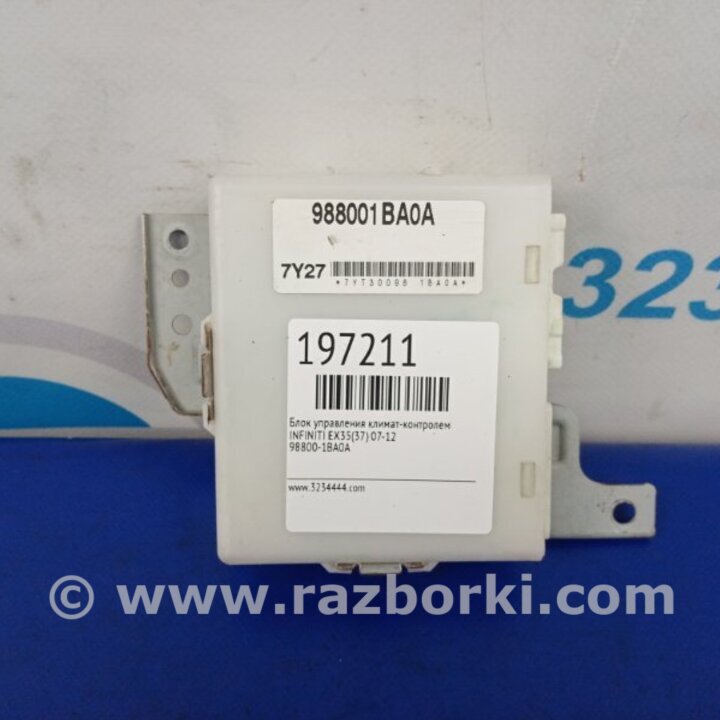 988001BA0A
7Y27
*7YT30098 1BA0A*
197211
Блок управления климат-контролем
INFINITI EX35(37) 07-12
98800-1BA0A
www.3234444.com
323
© www.razborki.com